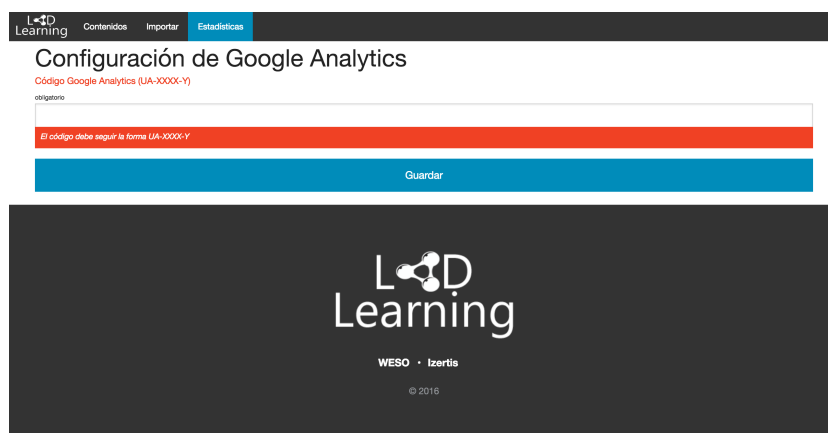 L D
Learning
Contenidos Importar Estadísticas
Configuración de Google Analytics
Código Google Analytics (UA-XXXX-Y)
obligatorio
El código debe seguir la forma UA-XXXX-Y
Guardar
L D
Learning
WESO · Izertis
© 2016